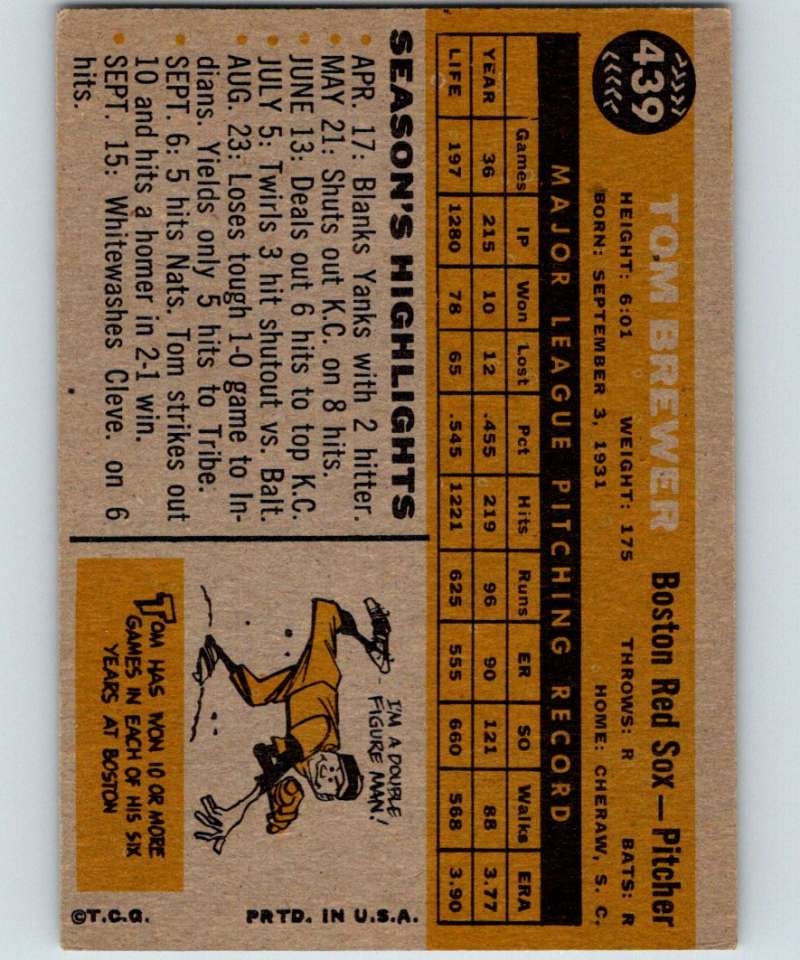 439
TOM BREWER Boston Red Sox — Pitcher
HEIGHT: 6:01 WEIGHT: 175 THROWS: R BATS: R
BORN: SEPTEMBER 3, 1931 HOME: CHERAW, S. C.
MAJOR LEAGUE PITCHING RECORD
Games IP Won Lost Pct Hits Runs ER SO Walks ERA
YEAR 36 215 10 12 .455 219 96 90 121 88 3.77
LIFE 197 1280 78 65 .545 1221 625 555 660 568 3.90
SEASON'S HIGHLIGHTS
• APR. 17: Blanks Yanks with 2 hitter.
• MAY 21: Shuts out K.C. on 8 hits.
• JUNE 13: Deals out 6 hits to top K.C.
• JULY 5: Twirls 3 hit shutout vs. Balt.
• AUG. 23: Loses tough 1-0 game to In-
dians. Yields only 5 hits to Tribe.
• SEPT. 6: 5 hits Nats. Tom strikes out
10 and hits a homer in 2-1 win.
• SEPT. 15: Whitewashes Cleve. on 6
hits.
I'M A DOUBLE
FIGURE MAN!
TOM HAS WON 10 OR MORE
GAMES IN EACH OF HIS SIX
YEARS AT BOSTON
©T.C.G. PRTD. IN U.S.A.